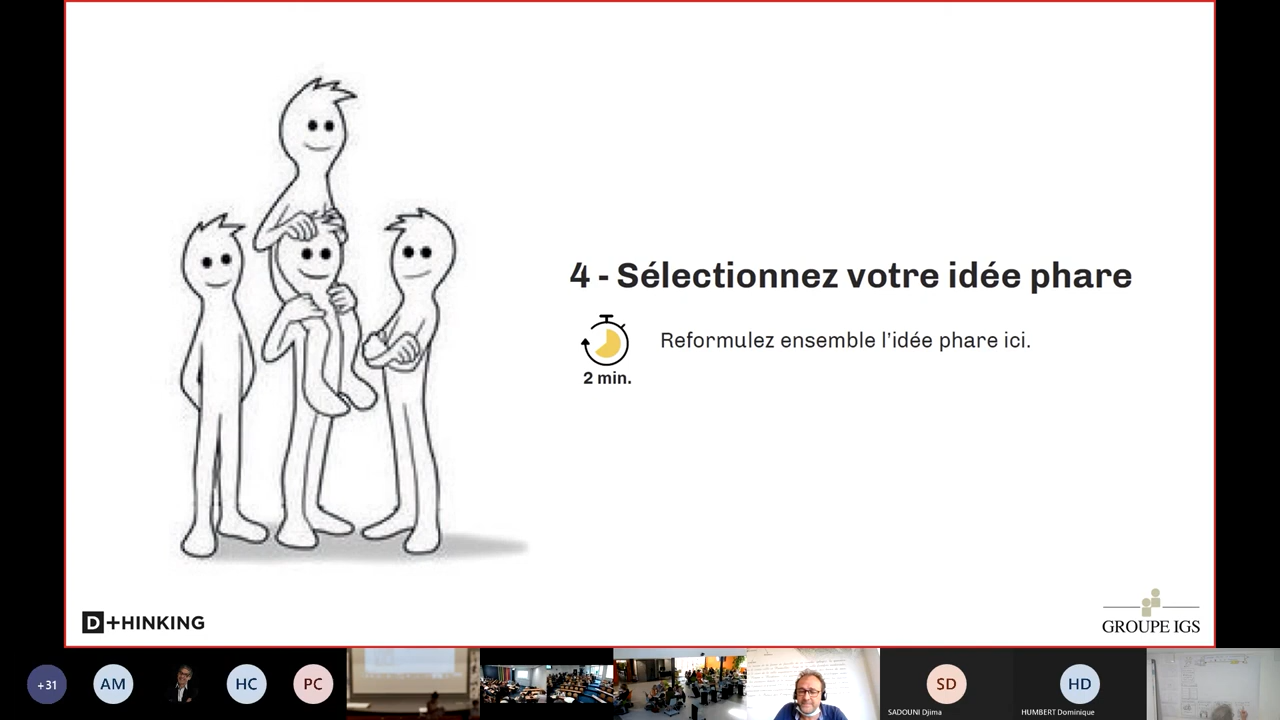 4 - Sélectionnez votre idée phare
Reformulez ensemble l'idée phare ici.
2 min.
D+HINKING
GROUPE IGS
+31
AM
HC
PC
SD
SADOUNI Djima
HD
HUMBERT Dominique